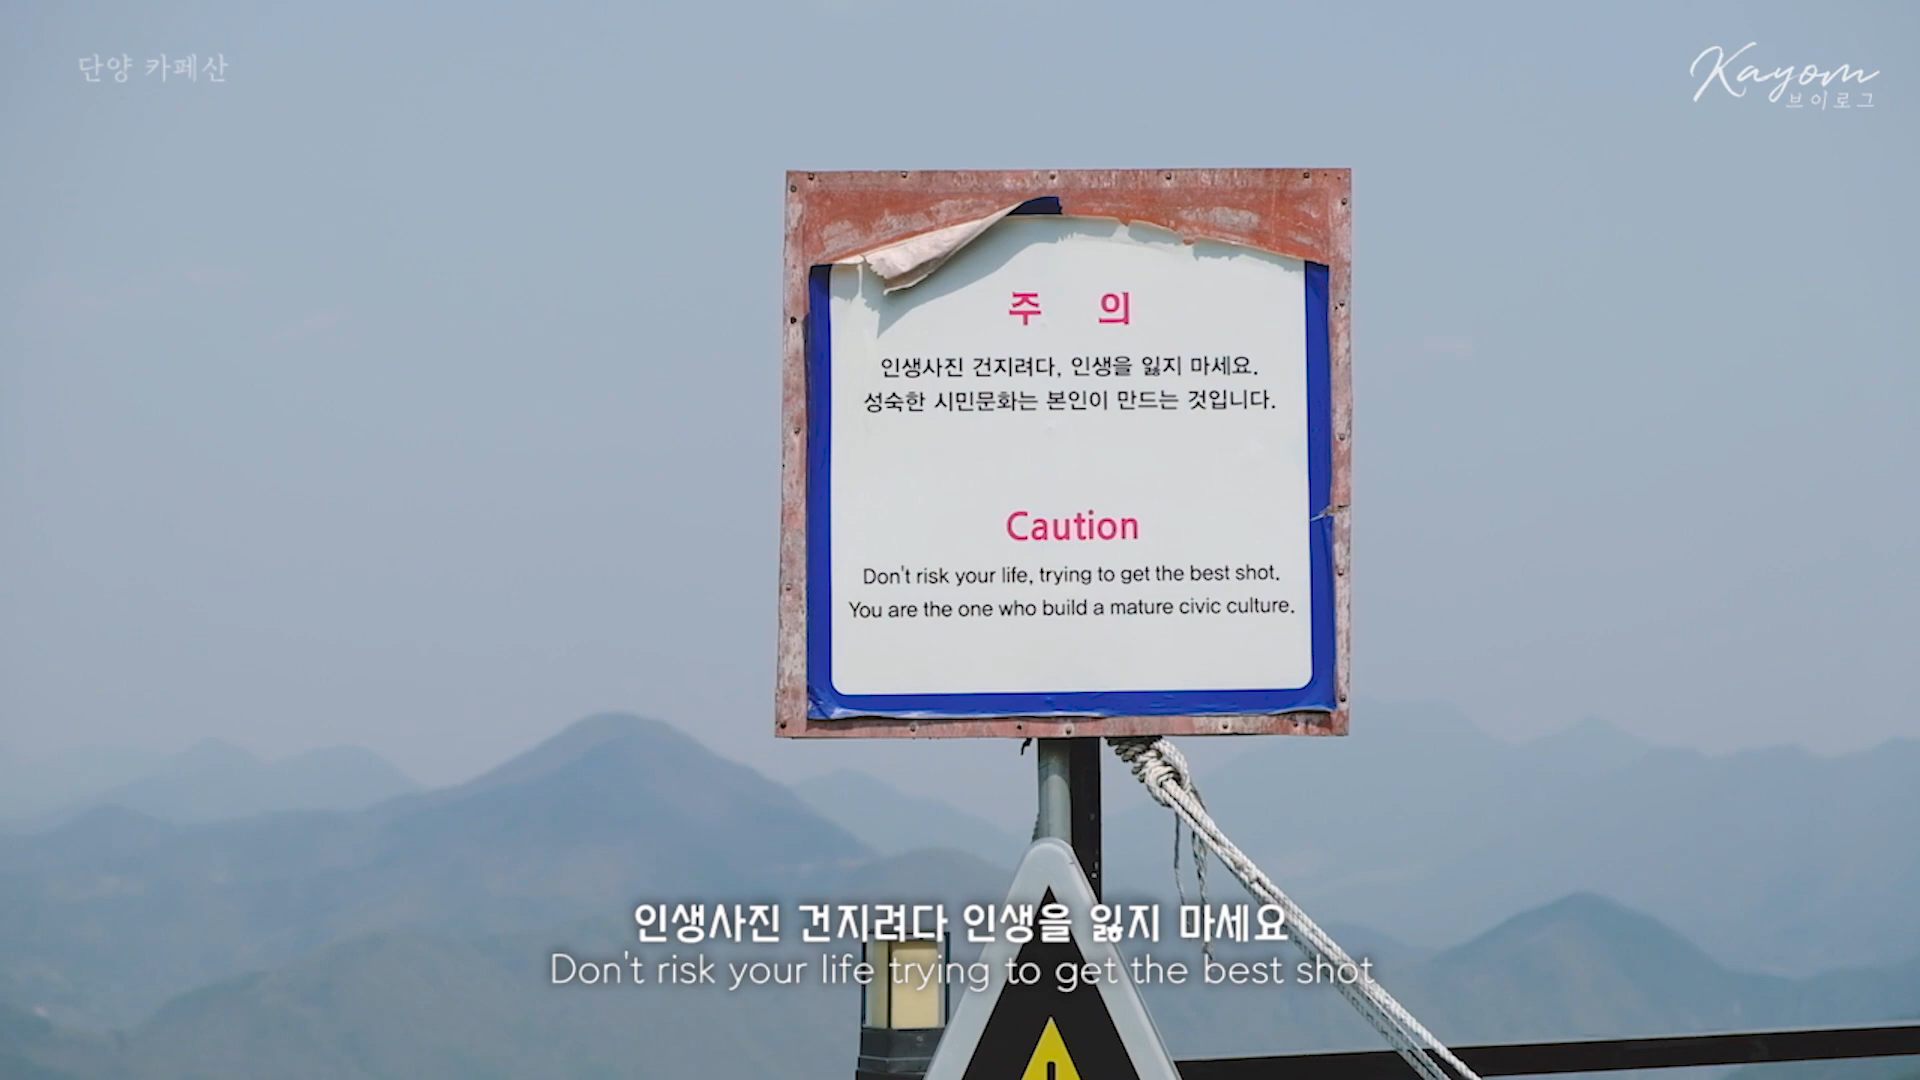 단양 카페산
Kayom
브이로그
주 의
인생사진 건지려다, 인생을 잃지 마세요.
성숙한 시민문화는 본인이 만드는 것입니다.
Caution
Don't risk your life, trying to get the best shot.
You are the one who build a mature civic culture.
인생사진 건지려다 인생을 잃지 마세요
Don't risk your life trying to get the best shot